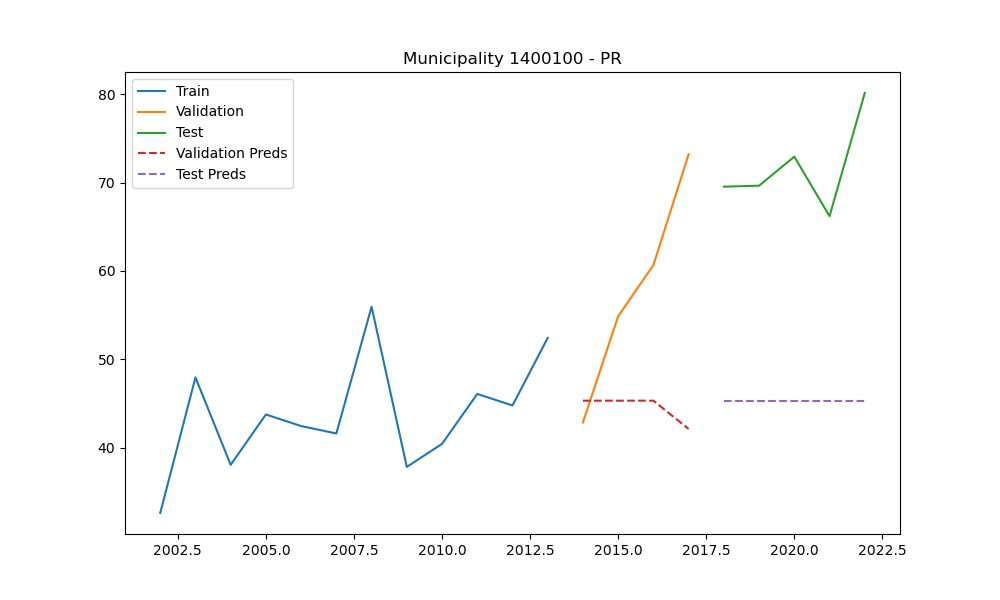 Municipality 1400100 - PR
Train
Validation
Test
Validation Preds
Test Preds
80
70
60
50
40
2002.5 2005.0 2007.5 2010.0 2012.5 2015.0 2017.5 2020.0 2022.5